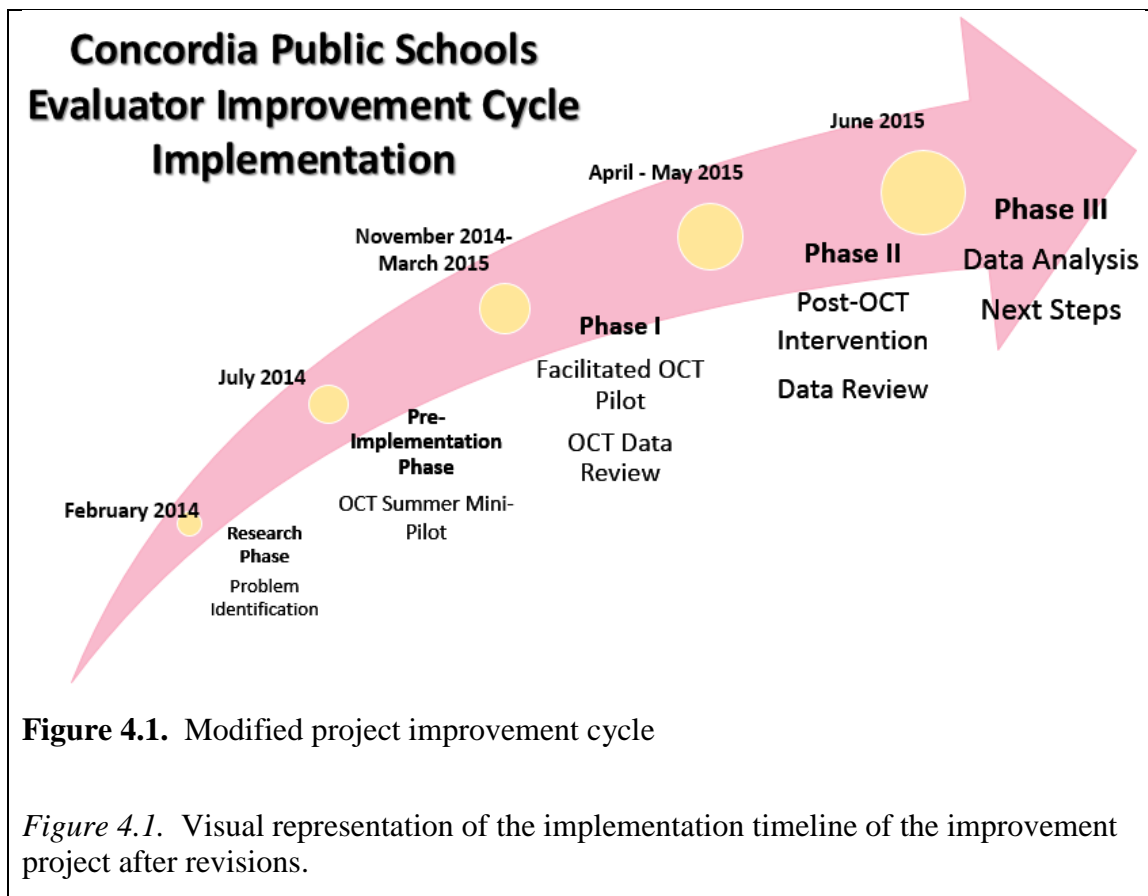 Concordia Public Schools
Evaluator Improvement Cycle
Implementation
February 2014
Research
Phase
Problem
Identification
July 2014
Pre-
Implementation
Phase
OCT Summer Mini-
Pilot
November 2014-
March 2015
Phase I
Facilitated OCT
Pilot
OCT Data
Review
April - May 2015
Phase II
Post-OCT
Intervention
Data Review
June 2015
Phase III
Data Analysis
Next Steps
Figure 4.1. Modified project improvement cycle
Figure 4.1. Visual representation of the implementation timeline of the improvement
project after revisions.